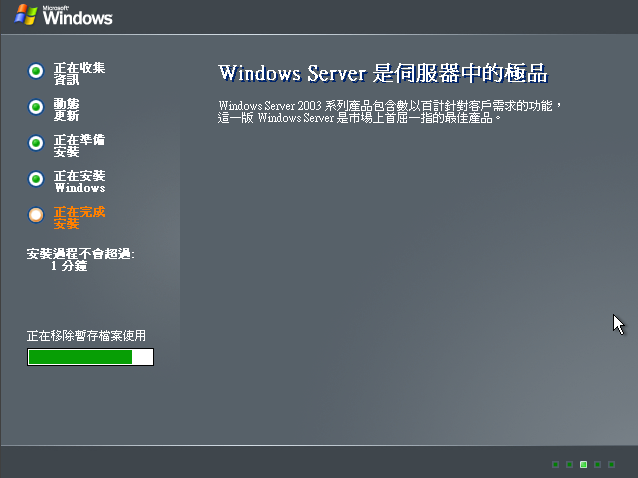 Microsoft
Windows
正在收集
資訊
動態
更新
正在準備
安裝
正在安裝
Windows
正在完成
安裝
安裝過程不會超過:
1 分鐘
正在移除暫存檔案使用
Windows Server 是伺服器中的極品
Windows Server 2003 系列產品包含數以百計針對客戶需求的功能，
這一版 Windows Server 是市場上首屈一指的最佳產品。